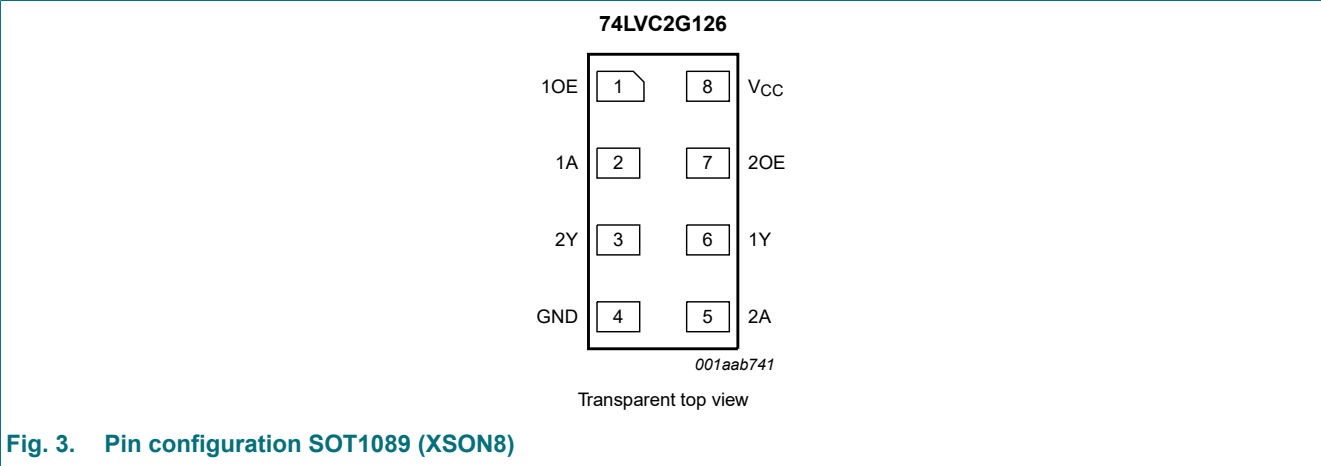 74LVC2G126
1OE 1 8 VCC
1A 2 7 2OE
2Y 3 6 1Y
GND 4 5 2A
001aab741
Transparent top view
Fig. 3. Pin configuration SOT1089 (XSON8)